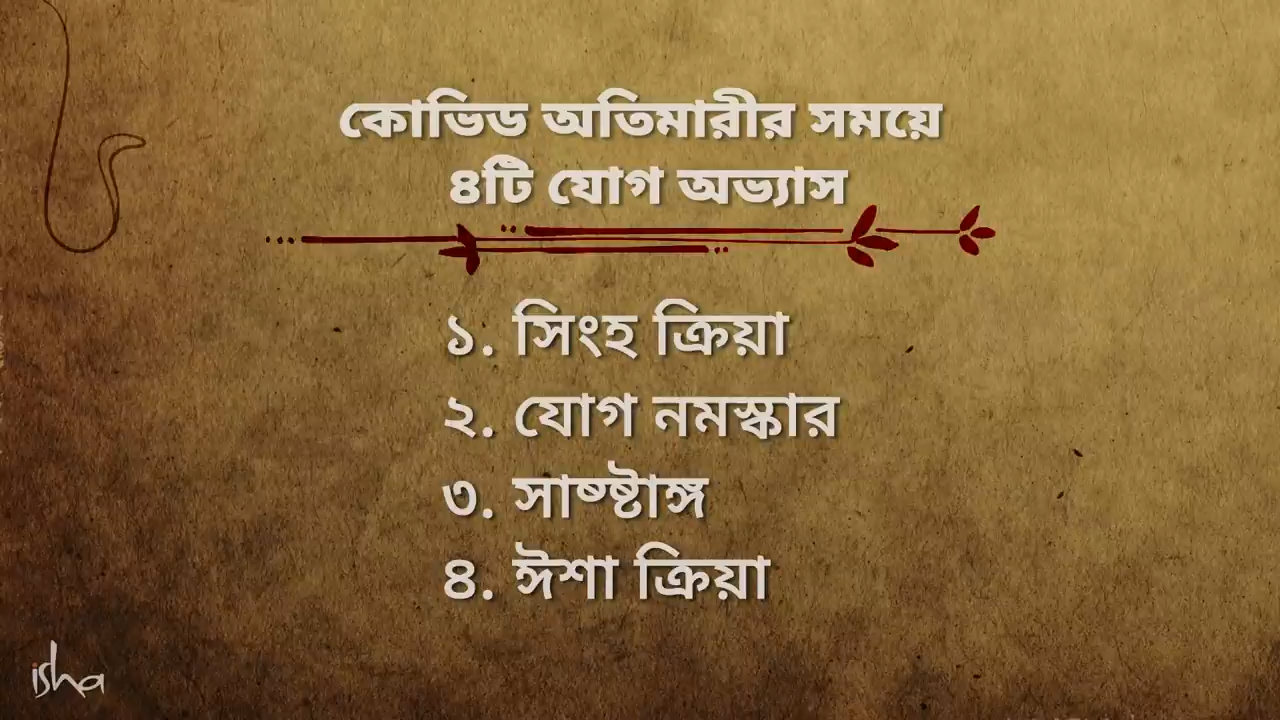 কোভিড অতিমারীর সময়ে
৪টি যোগ অভ্যাস
১. সিংহ ক্রিয়া
২. যোগ নমস্কার
৩. সাষ্ষ্টাঙ্গ
৪. ঈশা ক্রিয়া
isha